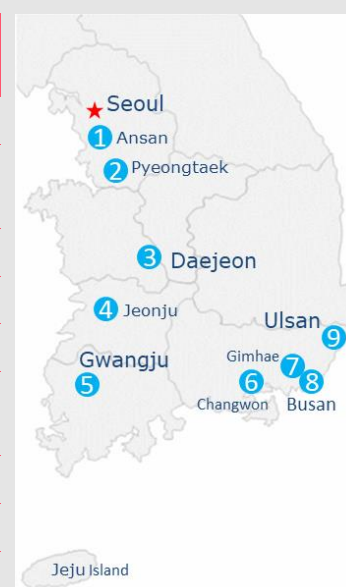 Seoul
1 Ansan
2 Pyeongtaek
3 Daejeon
4 Jeonju
Ulsan
9
Gwangju
5
Gimhae
7
6
8
Changwon
Busan
Jeju Island